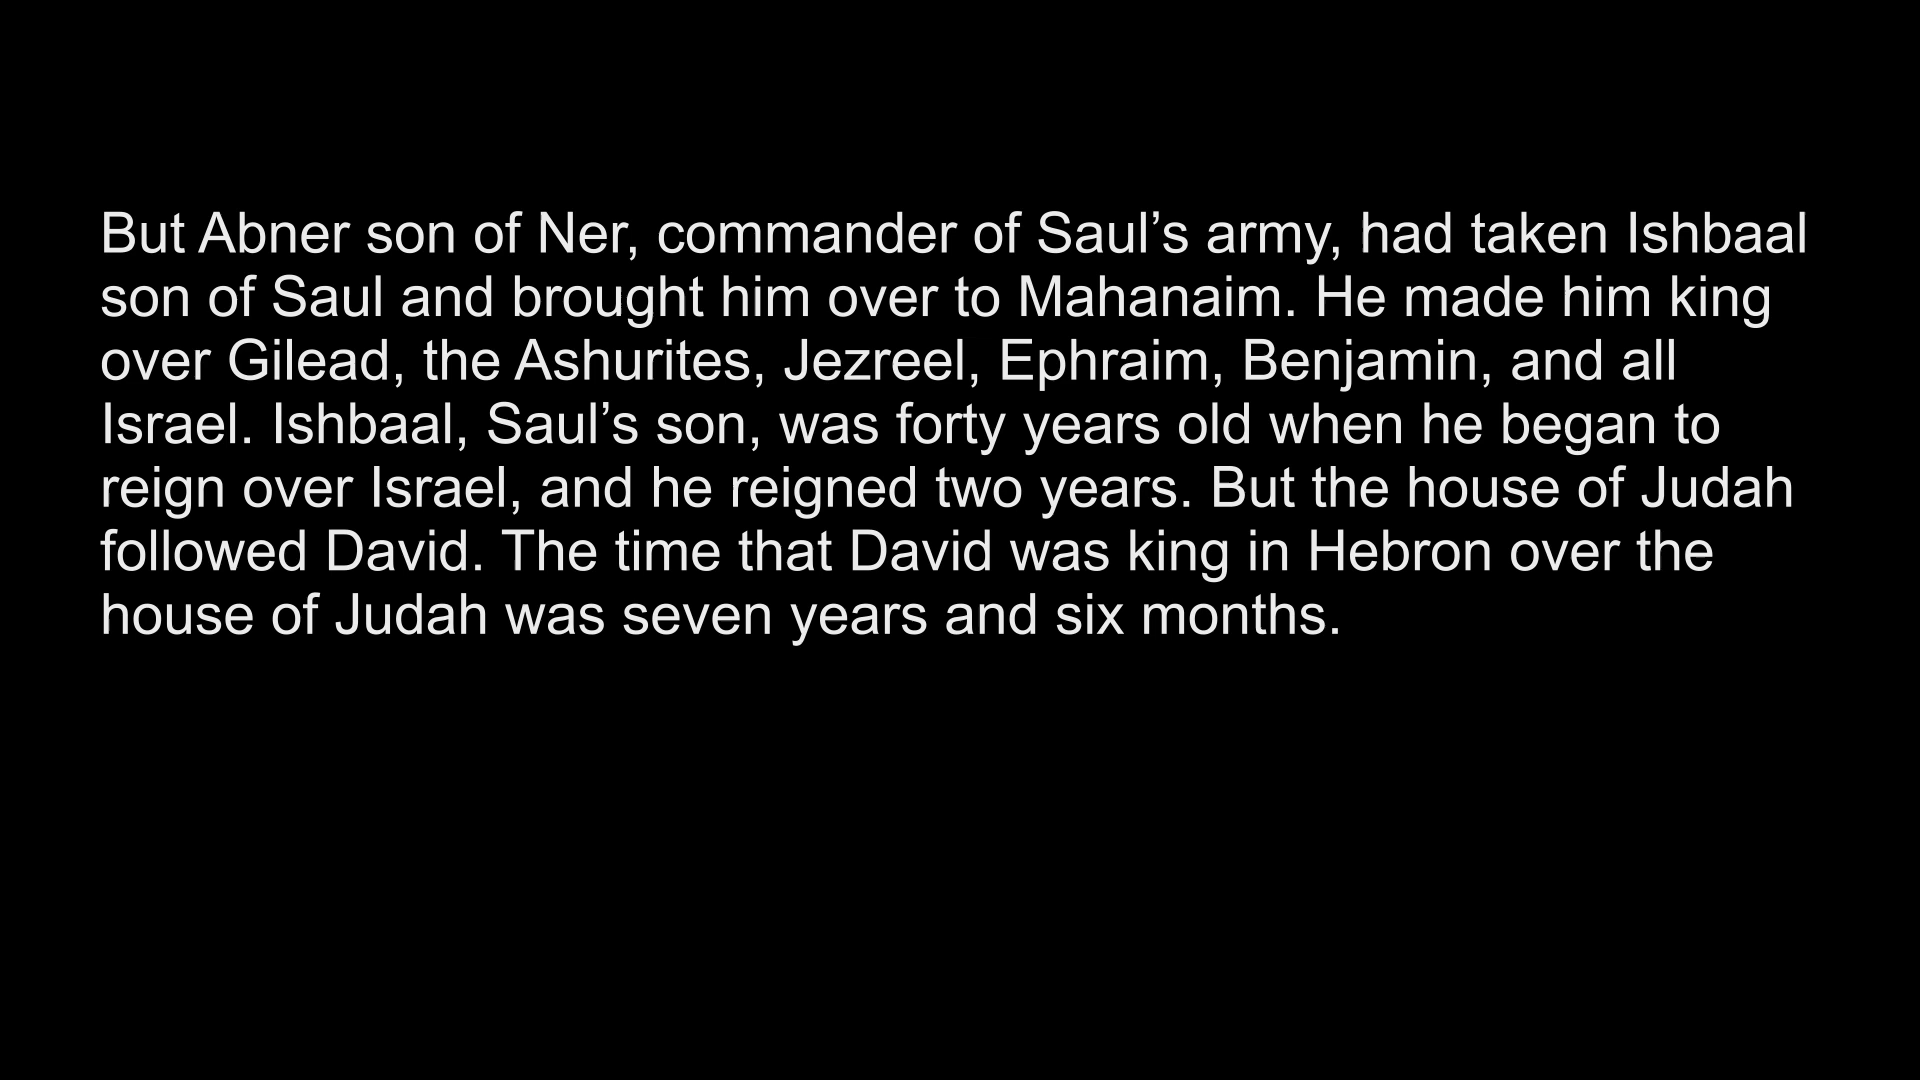 But Abner son of Ner, commander of Saul’s army, had taken Ishbaal
son of Saul and brought him over to Mahanaim. He made him king
over Gilead, the Ashurites, Jezreel, Ephraim, Benjamin, and all
Israel. Ishbaal, Saul’s son, was forty years old when he began to
reign over Israel, and he reigned two years. But the house of Judah
followed David. The time that David was king in Hebron over the
house of Judah was seven years and six months.